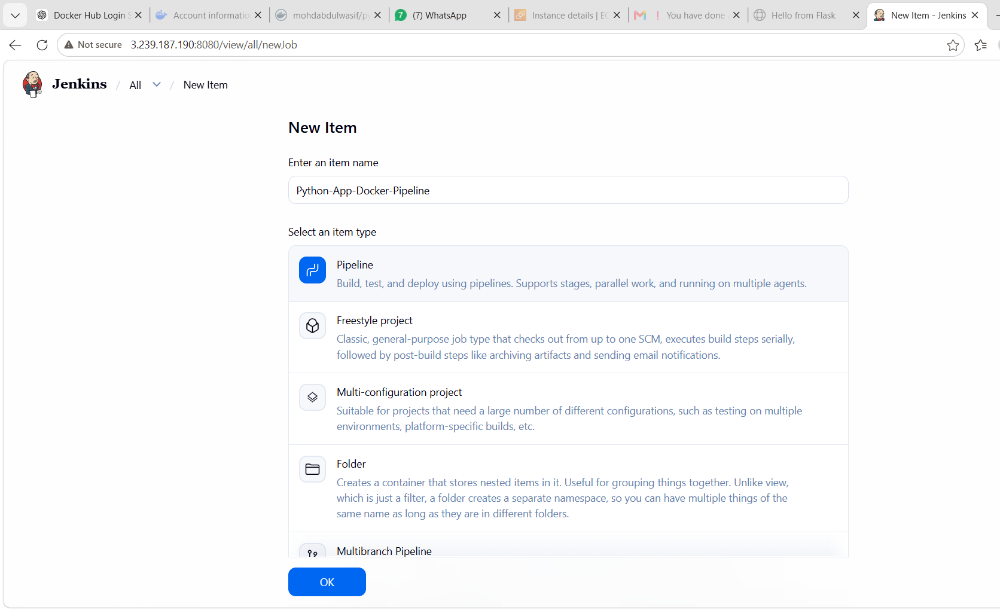 Docker Hub Login S
Account informatio
mohdabdulwasif/py
7
(7) WhatsApp
Instance details | EC
! You have done
Hello from Flask
New Item - Jenkins
Not secure
3.239.187.190:8080/view/all/newJob
Jenkins / All / New Item
New Item
Enter an item name
Python-App-Docker-Pipeline
Select an item type
Pipeline
Build, test, and deploy using pipelines. Supports stages, parallel work, and running on multiple agents.
Freestyle project
Classic, general-purpose job type that checks out from up to one SCM, executes build steps serially,
followed by post-build steps like archiving artifacts and sending email notifications.
Multi-configuration project
Suitable for projects that need a large number of different configurations, such as testing on multiple
environments, platform-specific builds, etc.
Folder
Creates a container that stores nested items in it. Useful for grouping things together. Unlike view,
which is just a filter, a folder creates a separate namespace, so you can have multiple things of the
same name as long as they are in different folders.
Multibranch Pipeline
OK